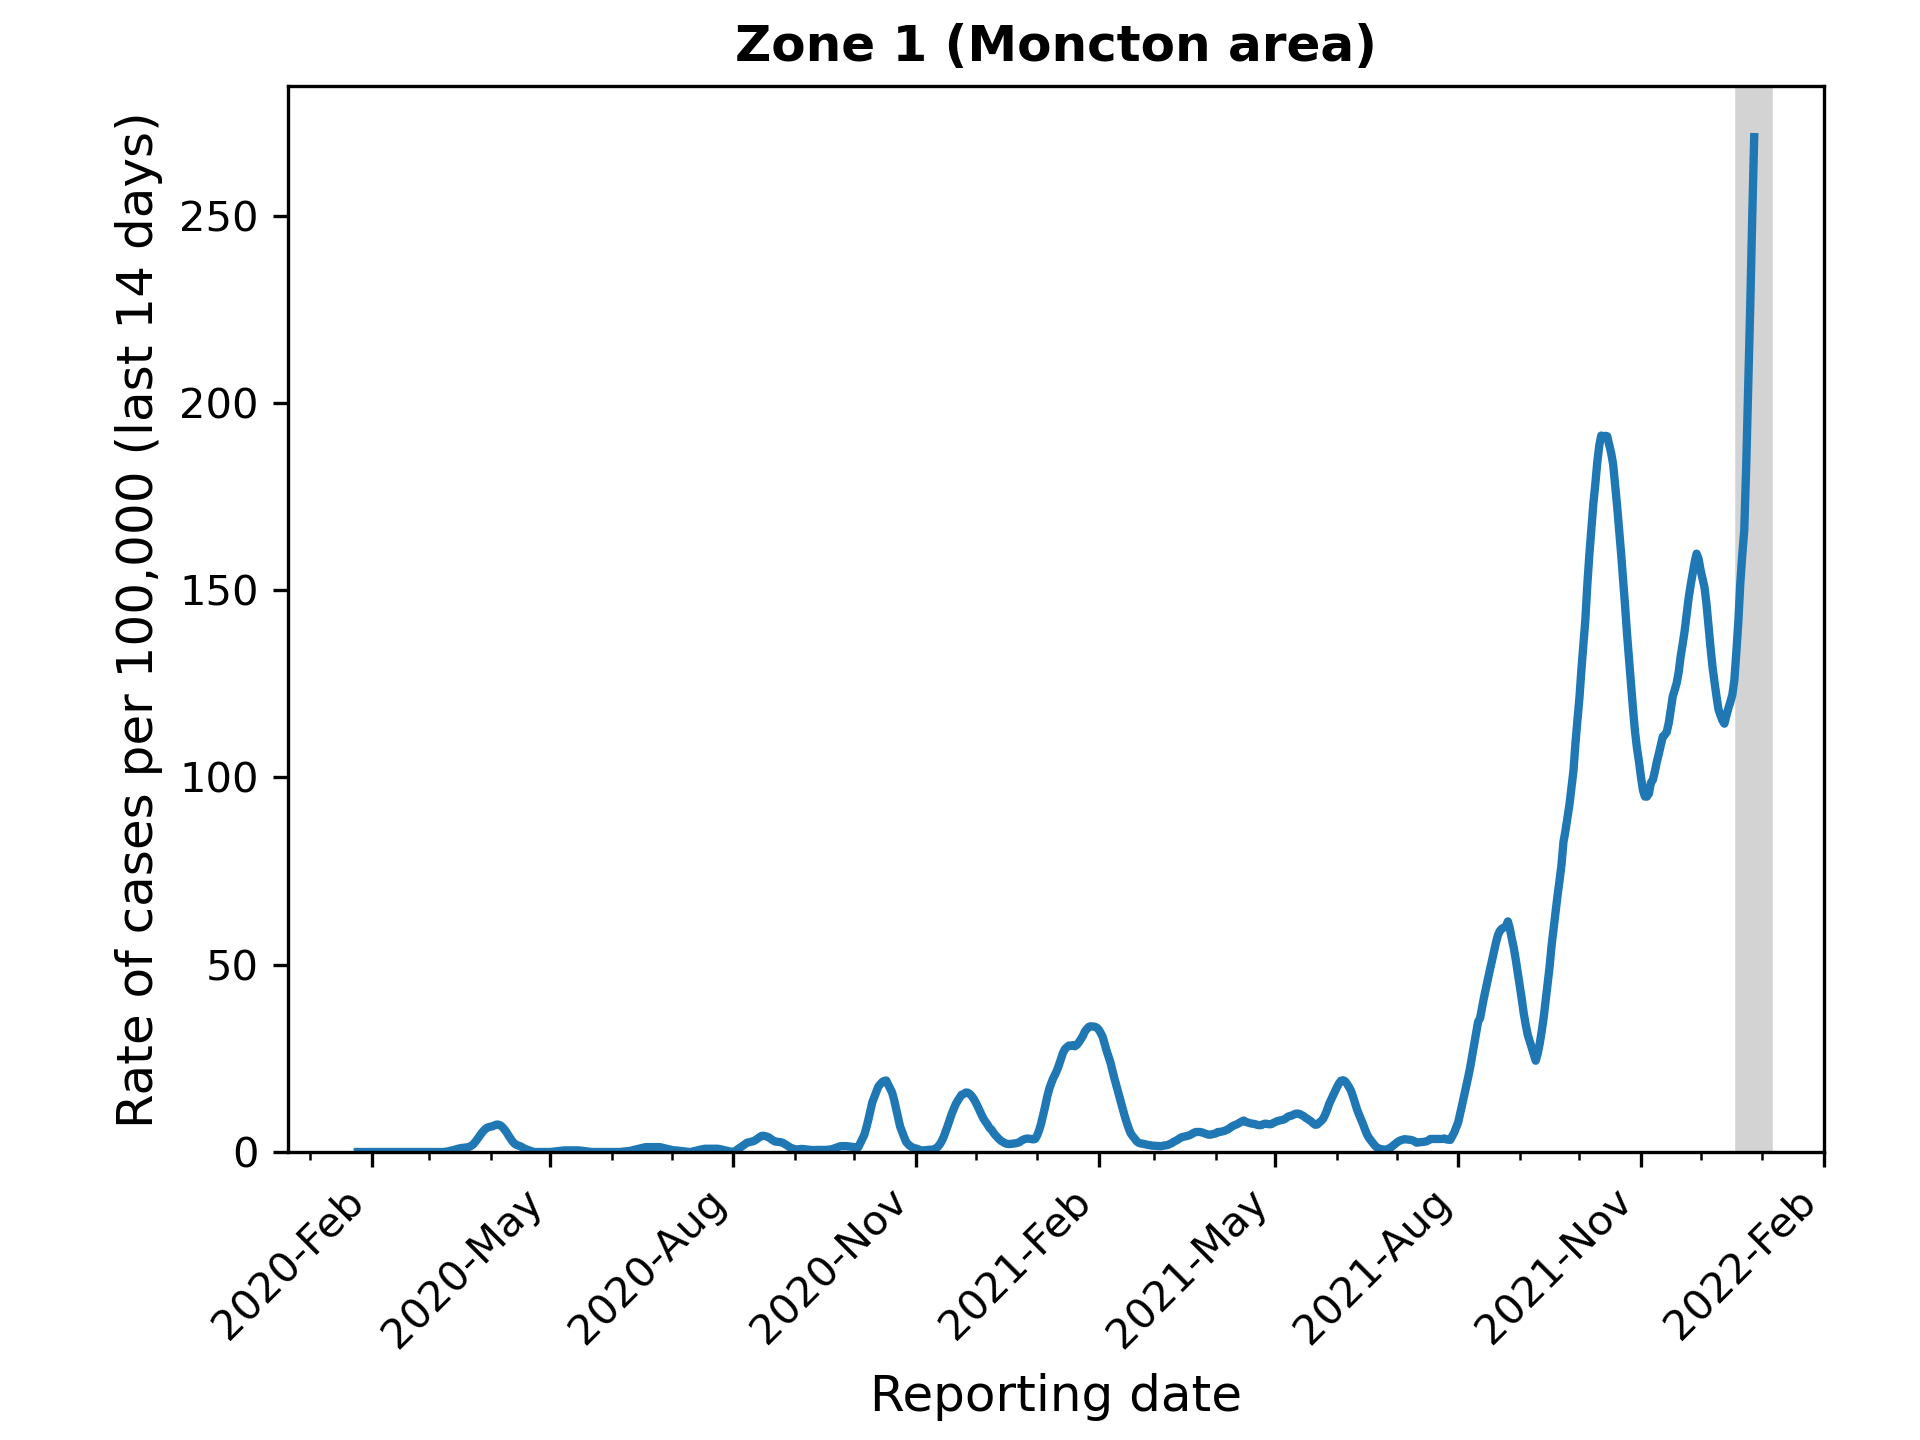 Zone 1 (Moncton area)
Rate of cases per 100,000 (last 14 days)
250
200
150
100
50
0
2020-Feb
2020-May
2020-Aug
2020-Nov
2021-Feb
2021-May
2021-Aug
2021-Nov
2022-Feb
Reporting date